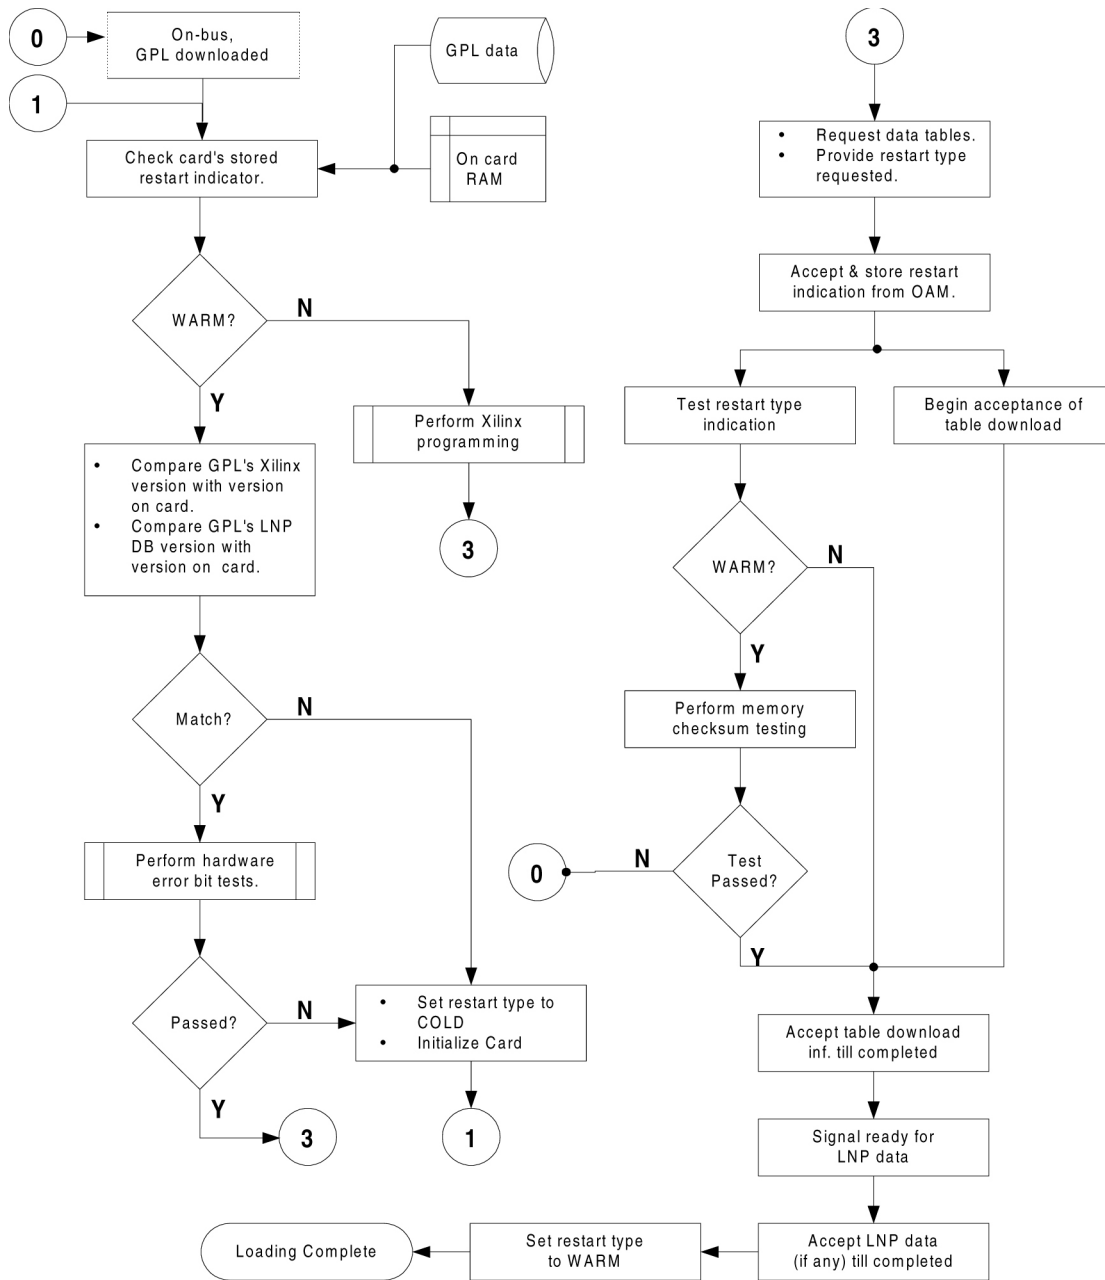 0
On-bus,
GPL downloaded
GPL data
1
Check card's stored
restart indicator.
On card
RAM
WARM?
N
Y
Perform Xilinx
programming
3
• Compare GPL's Xilinx
version with version
on card.
• Compare GPL's LNP
DB version with
version on card.
Match?
N
Y
Perform hardware
error bit tests.
Passed?
N
Y
3
• Set restart type to
COLD
• Initialize Card
1
3
• Request data tables.
• Provide restart type
requested.
Accept & store restart
indication from OAM.
Test restart type
indication
Begin acceptance of
table download
WARM?
N
Y
Perform memory
checksum testing
Test
Passed?
N
0
Y
Accept table download
inf. till completed
Signal ready for
LNP data
Accept LNP data
(if any) till completed
Set restart type
to WARM
Loading Complete